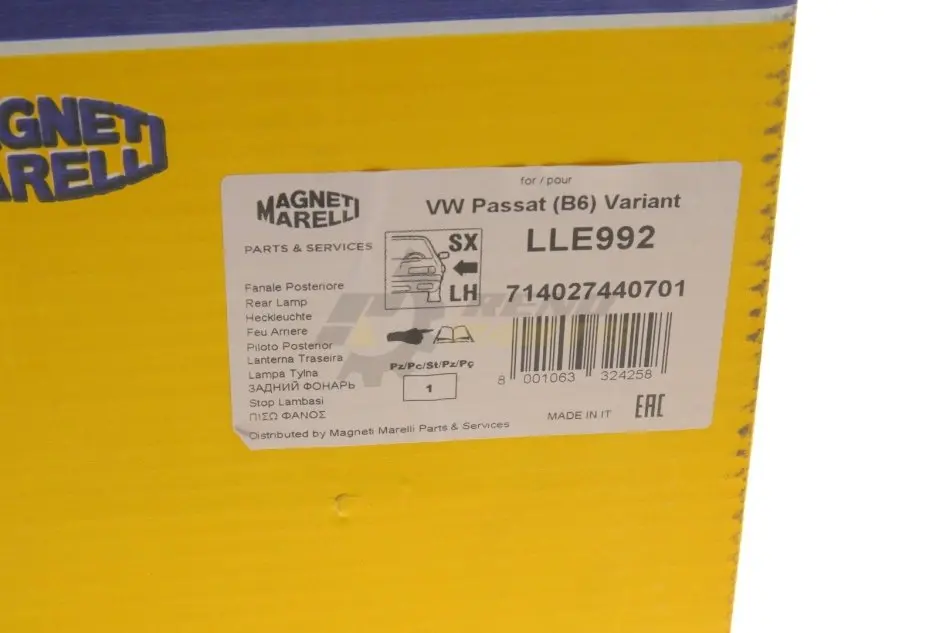 AGNETI
ARELLI
for / pour
VW Passat (B6) Variant
MAGNETI
MARELLI
PARTS & SERVICES
SX
LH
LLE992
714027440701
Fanale Posteriore
Rear Lamp
Heckleuchte
Feu Arriere
Piloto Posterior
Lanterna Traseira
Lampa Tylna
ЗАДНИЙ ФОНАРЬ
Stop Lambasi
ΠΙΣΩ ΦΑΝΟΣ
Pz/Pc/St/Pz/Pç
1
8 001063 324258
MADE IN IT
EAC
Distributed by Magneti Marelli Parts & Services